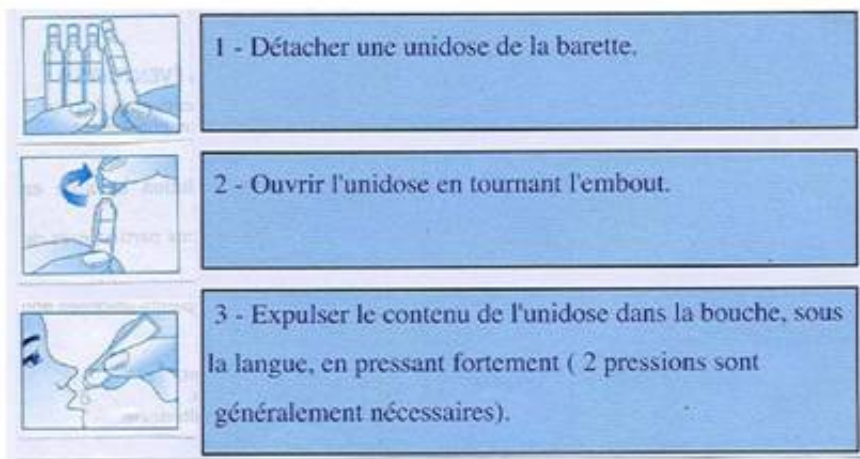 1 - Détacher une unidose de la barette.
2 - Ouvrir l'unidose en tournant l'embout.
3 - Expulser le contenu de l'unidose dans la bouche, sous
la langue, en pressant fortement ( 2 pressions sont
généralement nécessaires).